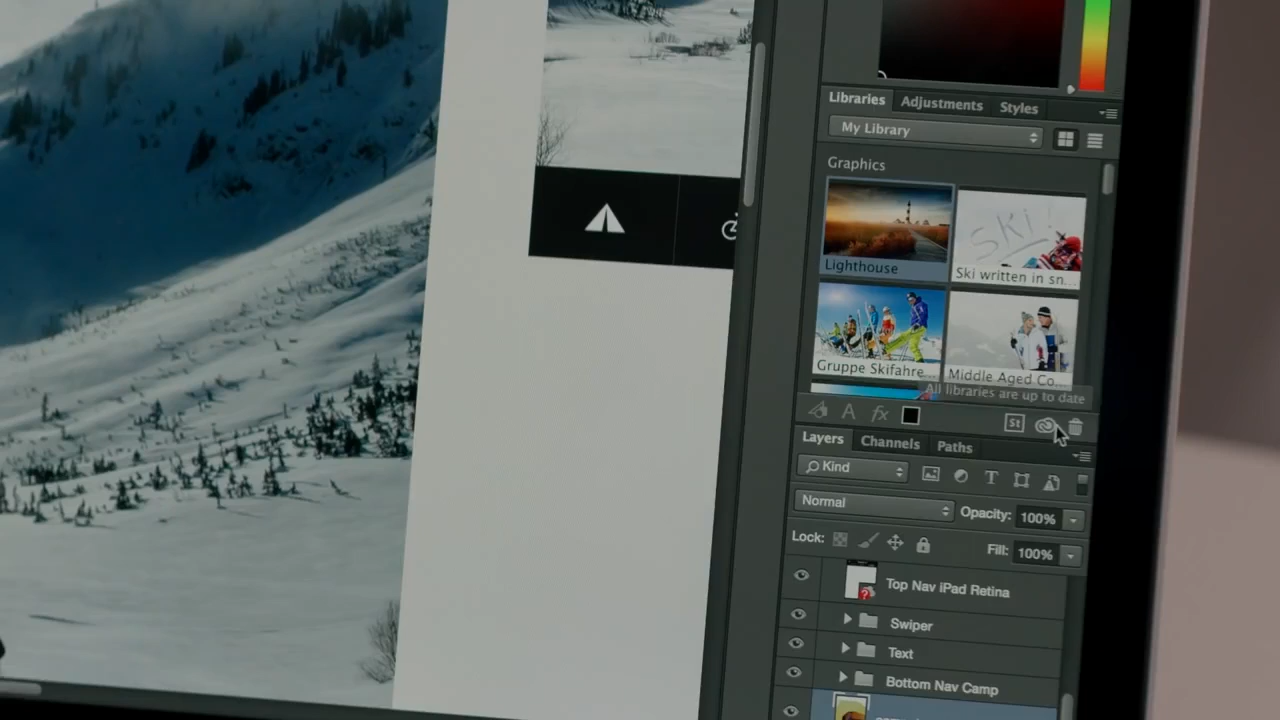 Libraries Adjustments Styles
My Library
Graphics
SKI
Lighthouse
Ski written in sn...
Gruppe Skifahre...
Middle Aged Co...
All libraries are up to date
A fx St
Layers Channels Paths
Kind T
Normal Opacity: 100%
Lock: Fill: 100%
? Top Nav iPad Retina
Swiper
Text
Bottom Nav Camp